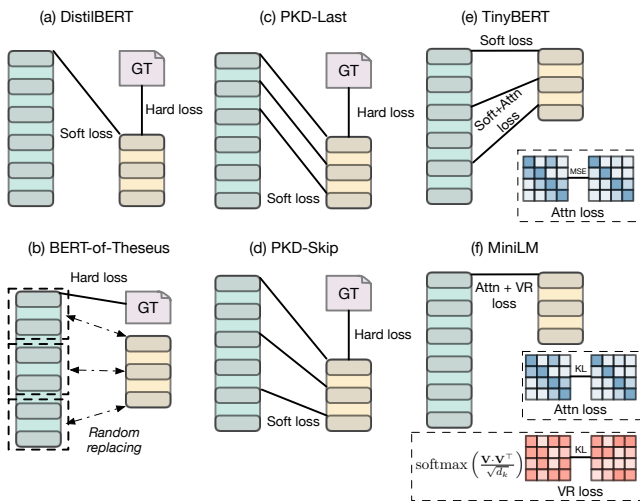 (a) DistilBERT
GT
Hard loss
Soft loss
(b) BERT-of-Theseus
Hard loss
GT
Random
replacing
(c) PKD-Last
GT
Hard loss
Soft loss
(d) PKD-Skip
GT
Hard loss
Soft loss
(e) TinyBERT
Soft loss
Soft+Attn
loss
MSE
Attn loss
(f) MiniLM
Attn + VR
loss
KL
Attn loss
softmax (V·V⊤/√dₖ)
KL
VR loss